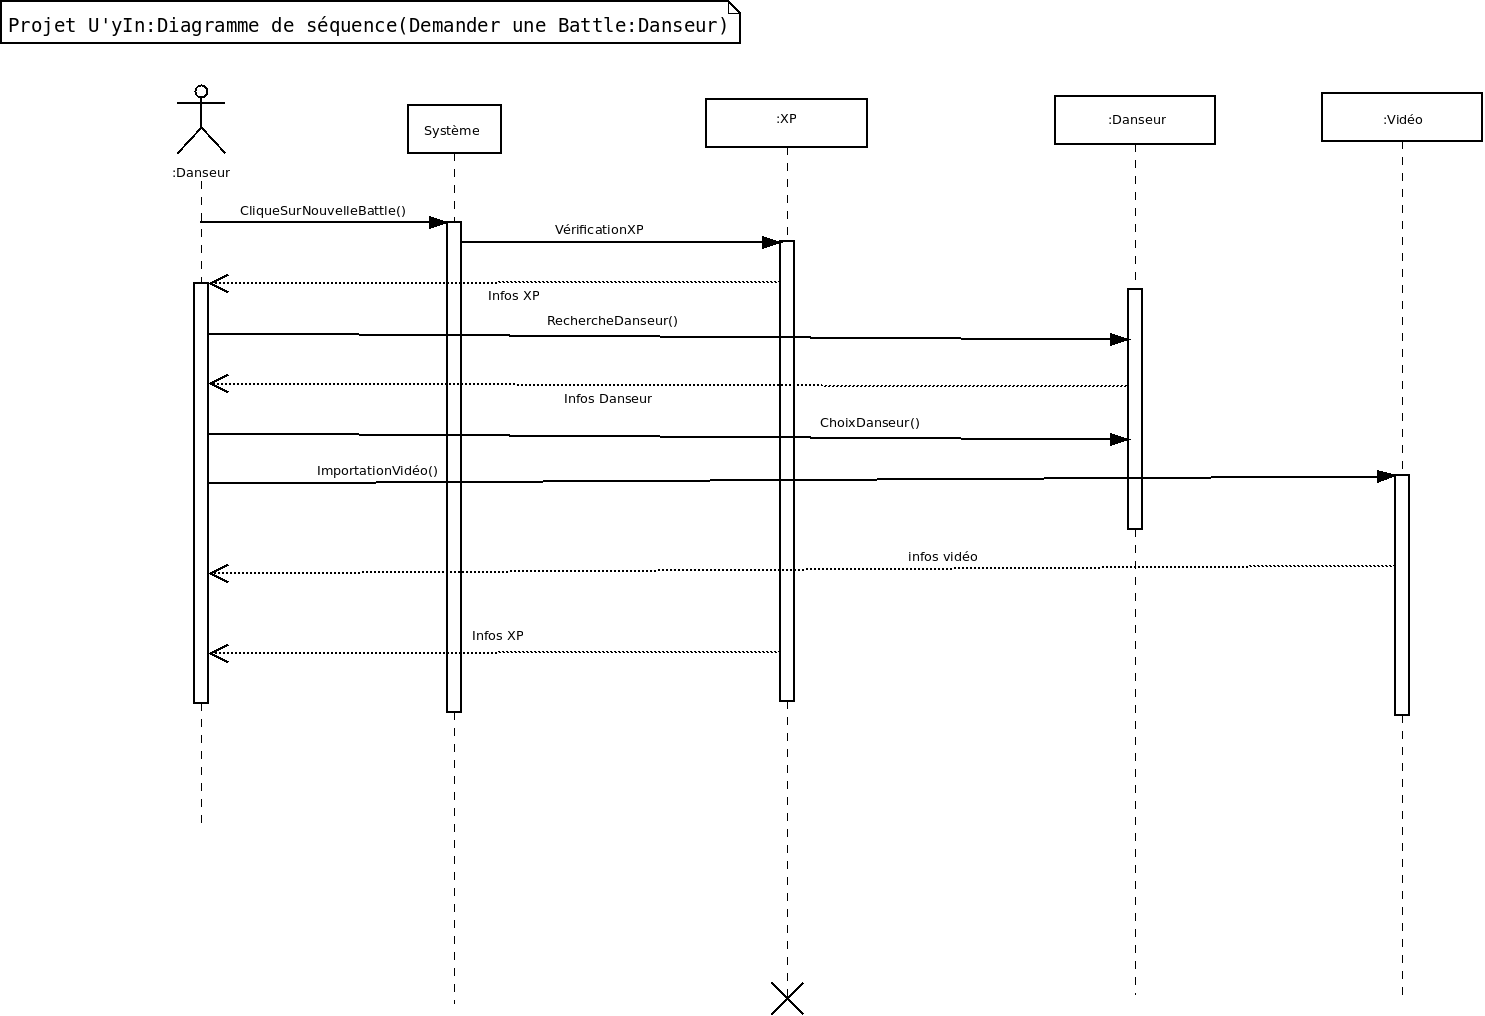 Projet U'yIn:Diagramme de séquence(Demander une Battle:Danseur)
:Danseur
Système
:XP
:Danseur
:Vidéo
CliqueSurNouvelleBattle()
VérificationXP
Infos XP
RechercheDanseur()
Infos Danseur
ChoixDanseur()
ImportationVidéo()
infos vidéo
Infos XP